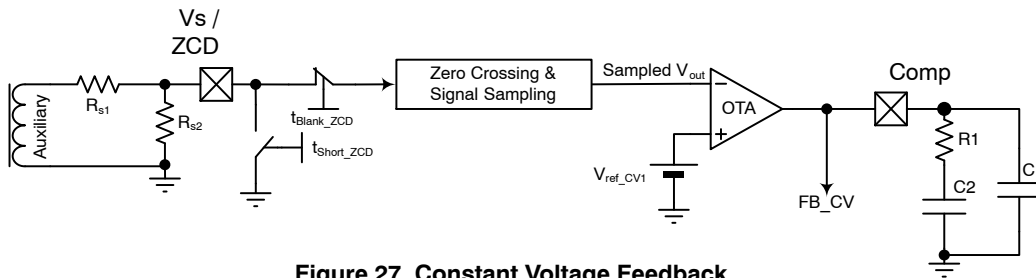 Vs /
ZCD
Zero Crossing &
Signal Sampling
Sampled Vout
Comp
Rs1
Rs2
Auxiliary
tBlank_ZCD
tShort_ZCD
−
OTA
+
Vref_CV1
FB_CV
R1
C2
C
Figure 27. Constant Voltage Feedback